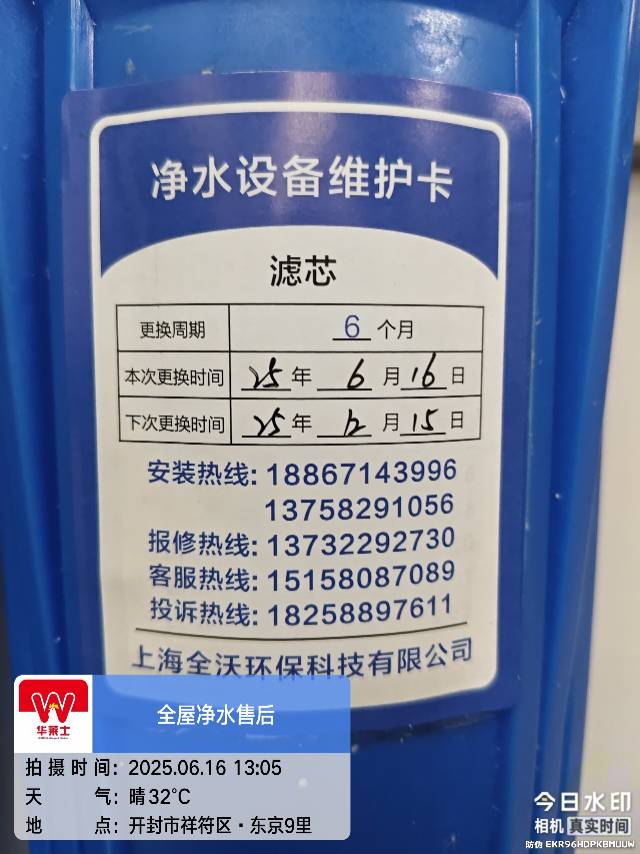 净水设备维护卡
滤芯
更换周期 6 个月
本次更换时间 25 年 6 月 16 日
下次更换时间 25 年 12 月 15 日
安装热线: 18867143996
13758291056
报修热线: 13732292730
客服热线: 15158087089
投诉热线: 18258897611
上海全沃环保科技有限公司
华莱士
全屋净水售后
拍摄时间: 2025.06.16 13:05
天 气: 晴 32℃
地 点: 开封市祥符区·东京9里
今日水印
相机 真实时间
防伪 EKR96HDPKBMUUW